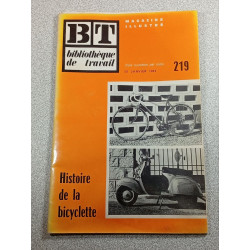 BT
bibliothèque
de travail
MAGAZINE
ILLUSTRÉ
219
Histoire
de la
bicyclette